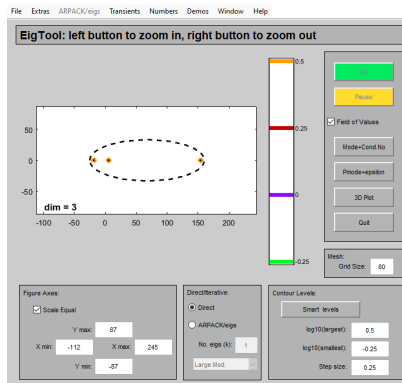 File Extras ARPACK/eigs Transients Numbers Demos Window Help
EigTool: left button to zoom in, right button to zoom out
0.5
0.25
0
-0.25
50
0
-50
dim = 3
-100 -50 0 50 100 150 200
Pause
Field of Values
Mode+Cond.No
Pmode+epsilon
3D Plot
Quit
Mesh:
Grid Size: 80
Figure Axes:
Scale Equal
Y max: 87
X min: -112 X max: 245
Y min: -87
Direct/Iterative:
Direct
ARPACK/eigs
No. eigs (k): 1
Large Mod.
Contour Levels:
Smart levels
log10(largest): 0.5
log10(smallest): -0.25
Step size: 0.25